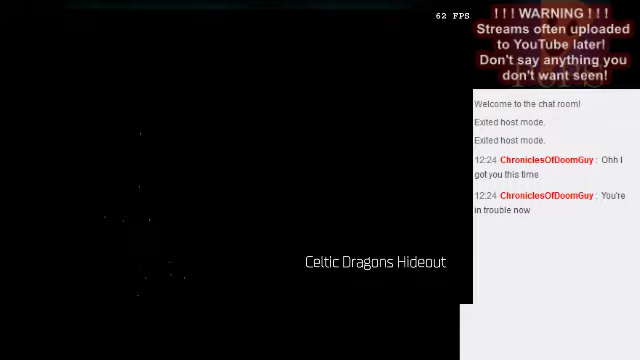 62 FPS
! ! ! WARNING ! ! !
Streams often uploaded
to YouTube later!
Don't say anything you
don't want seen!
Welcome to the chat room!
Exited host mode.
Exited host mode.
12:24 ChroniclesOfDoomGuy: Ohh I
got you this time
12:24 ChroniclesOfDoomGuy: You're
in trouble now
Celtic Dragons Hideout